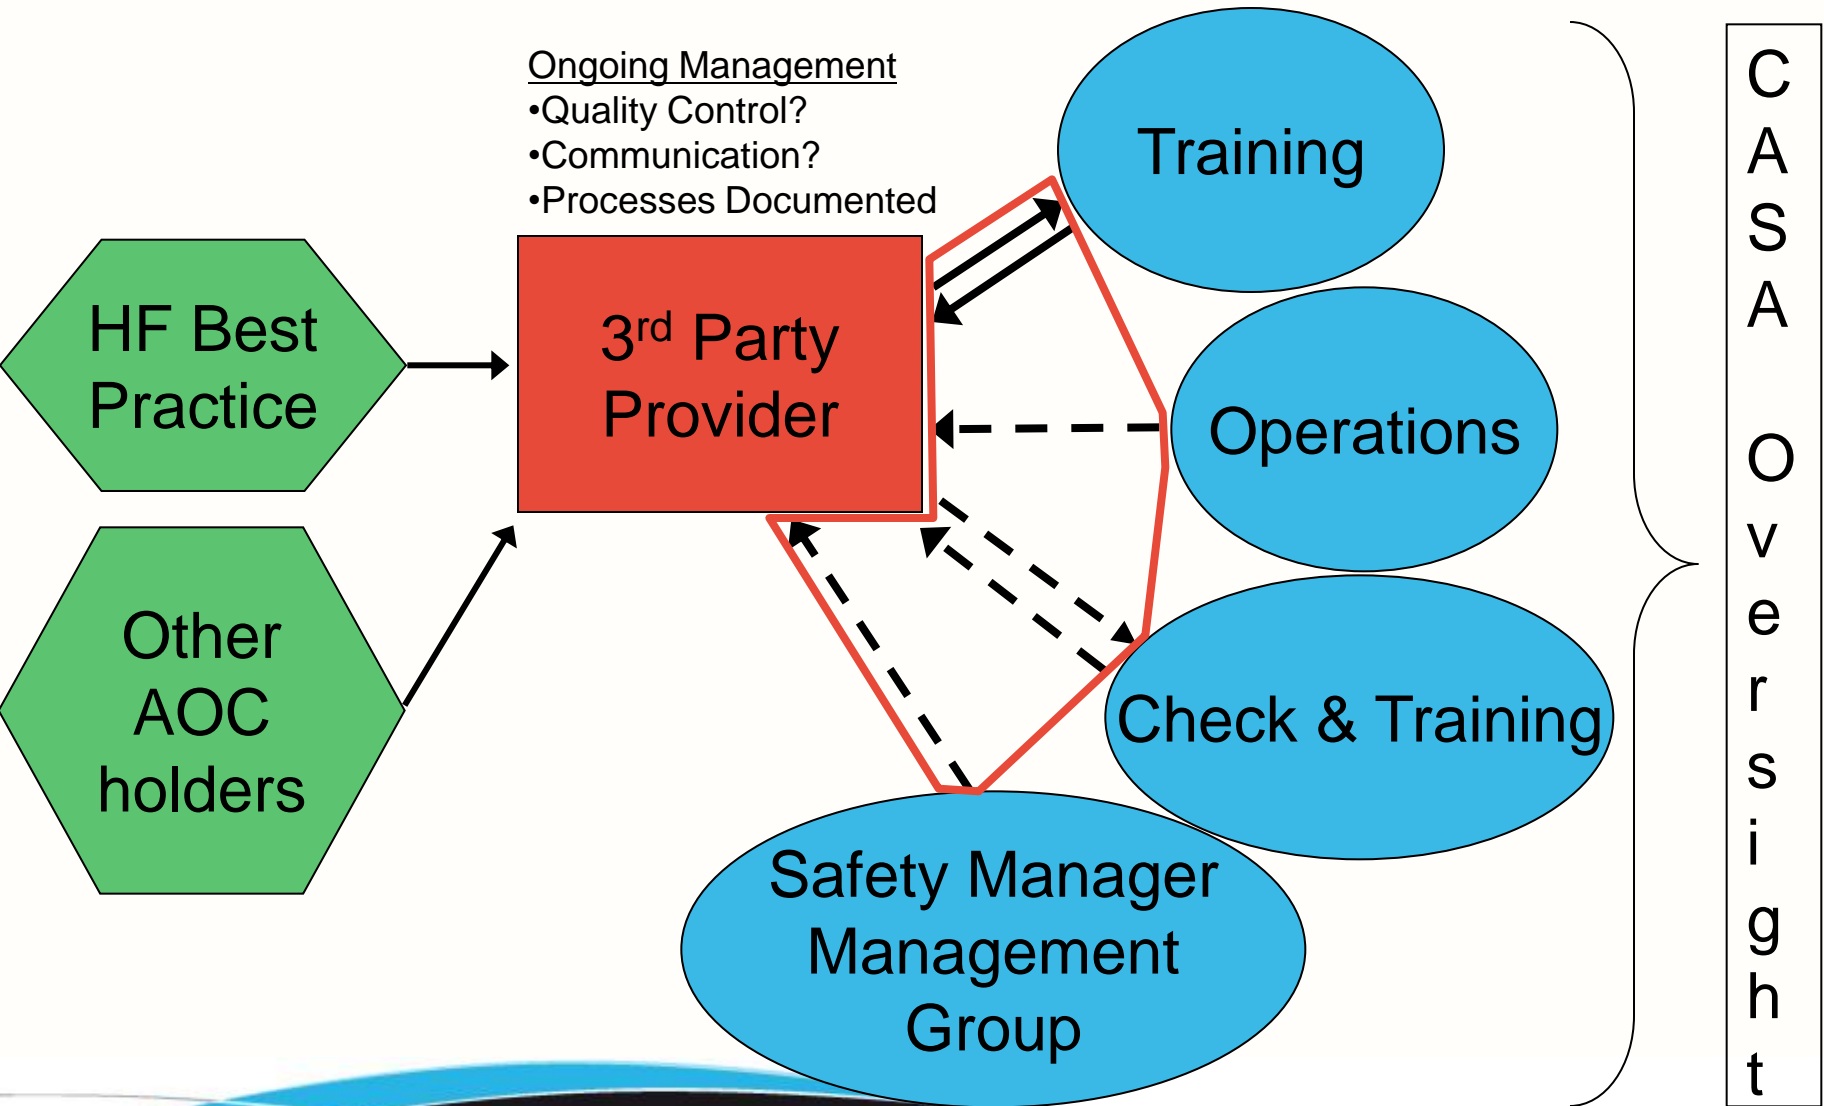 Ongoing Management
•Quality Control?
•Communication?
•Processes Documented
HF Best
Practice
3rd Party
Provider
Other
AOC
holders
Training
Operations
Check & Training
Safety Manager
Management
Group
C
A
S
A
O
v
e
r
s
i
g
h
t